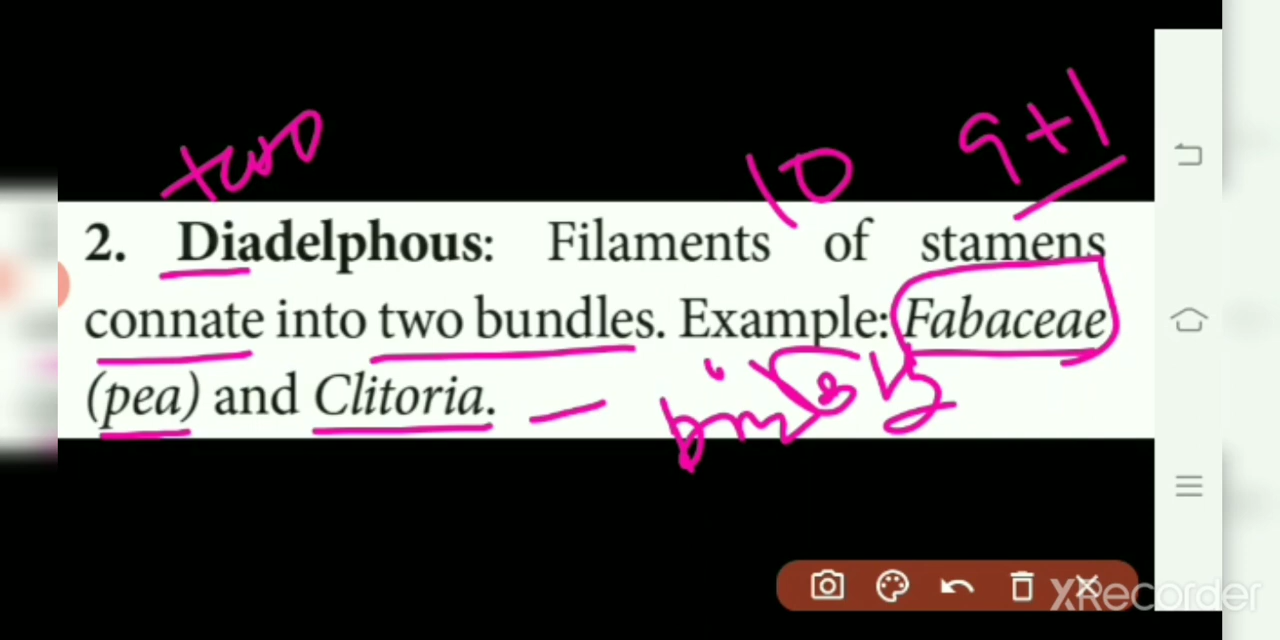 two
10 9+1
2. Diadelphous: Filaments of stamens
connate into two bundles. Example: Fabaceae
(pea) and Clitoria. –
XRecorder